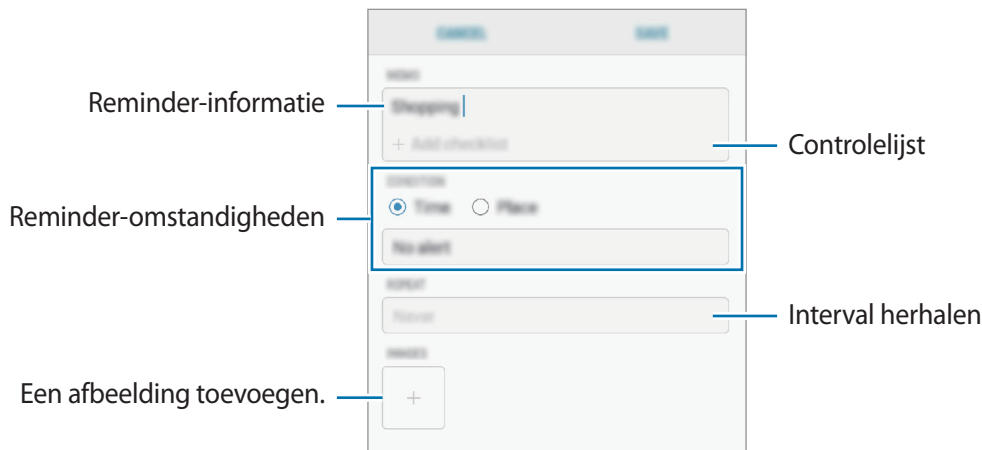 CANCEL SAVE
MEMO
Reminder-informatie
Shopping
+ Add checklist
Controlelijst
CONDITION
Reminder-omstandigheden
Time Place
No alert
REPEAT
Never
Interval herhalen
IMAGES
Een afbeelding toevoegen.
+